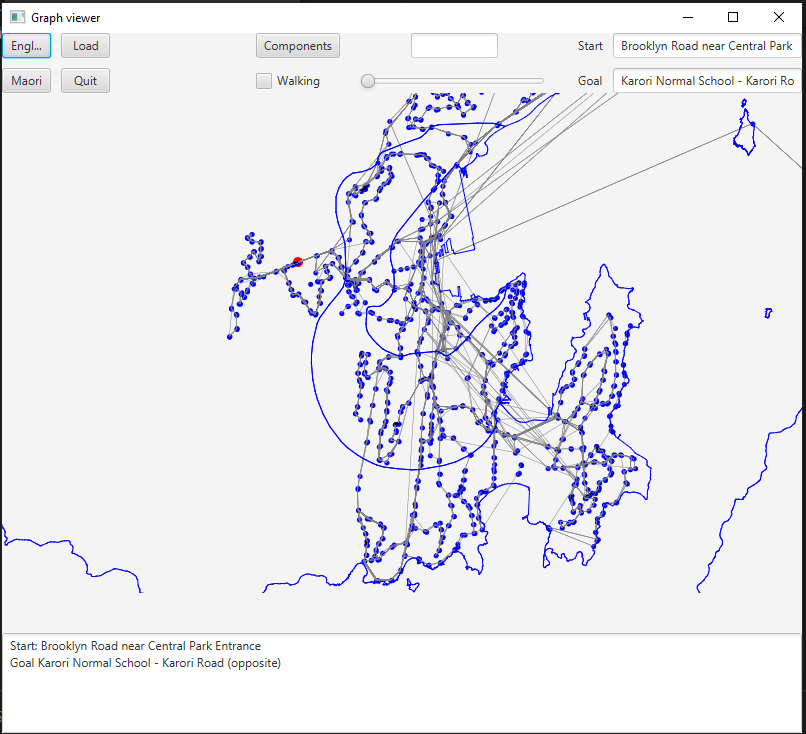 Graph viewer
Engl... Load Components Start Brooklyn Road near Central Park
Maori Quit Walking Goal Karori Normal School - Karori Ro
Start: Brooklyn Road near Central Park Entrance
Goal Karori Normal School - Karori Road (opposite)